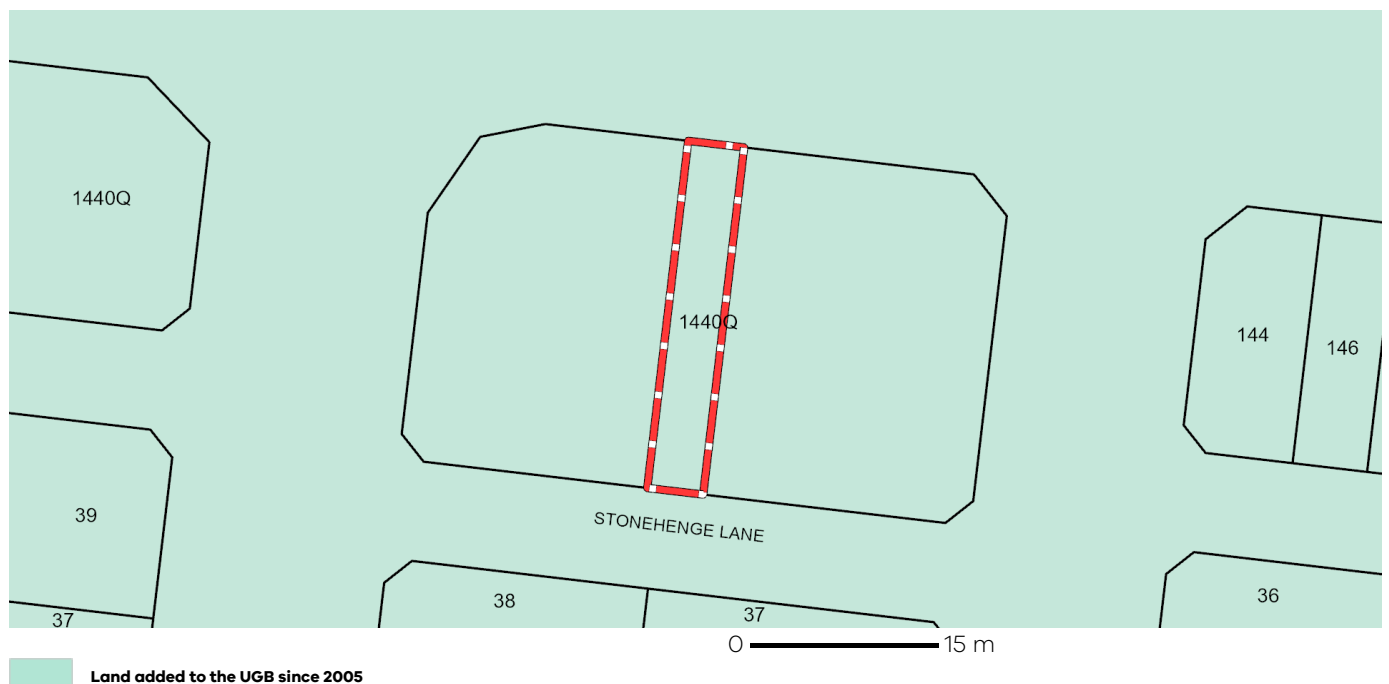 1440Q
1440Q
144
146
39
STONEHENGE LANE
38
37
36
37
0 15 m
Land added to the UGB since 2005